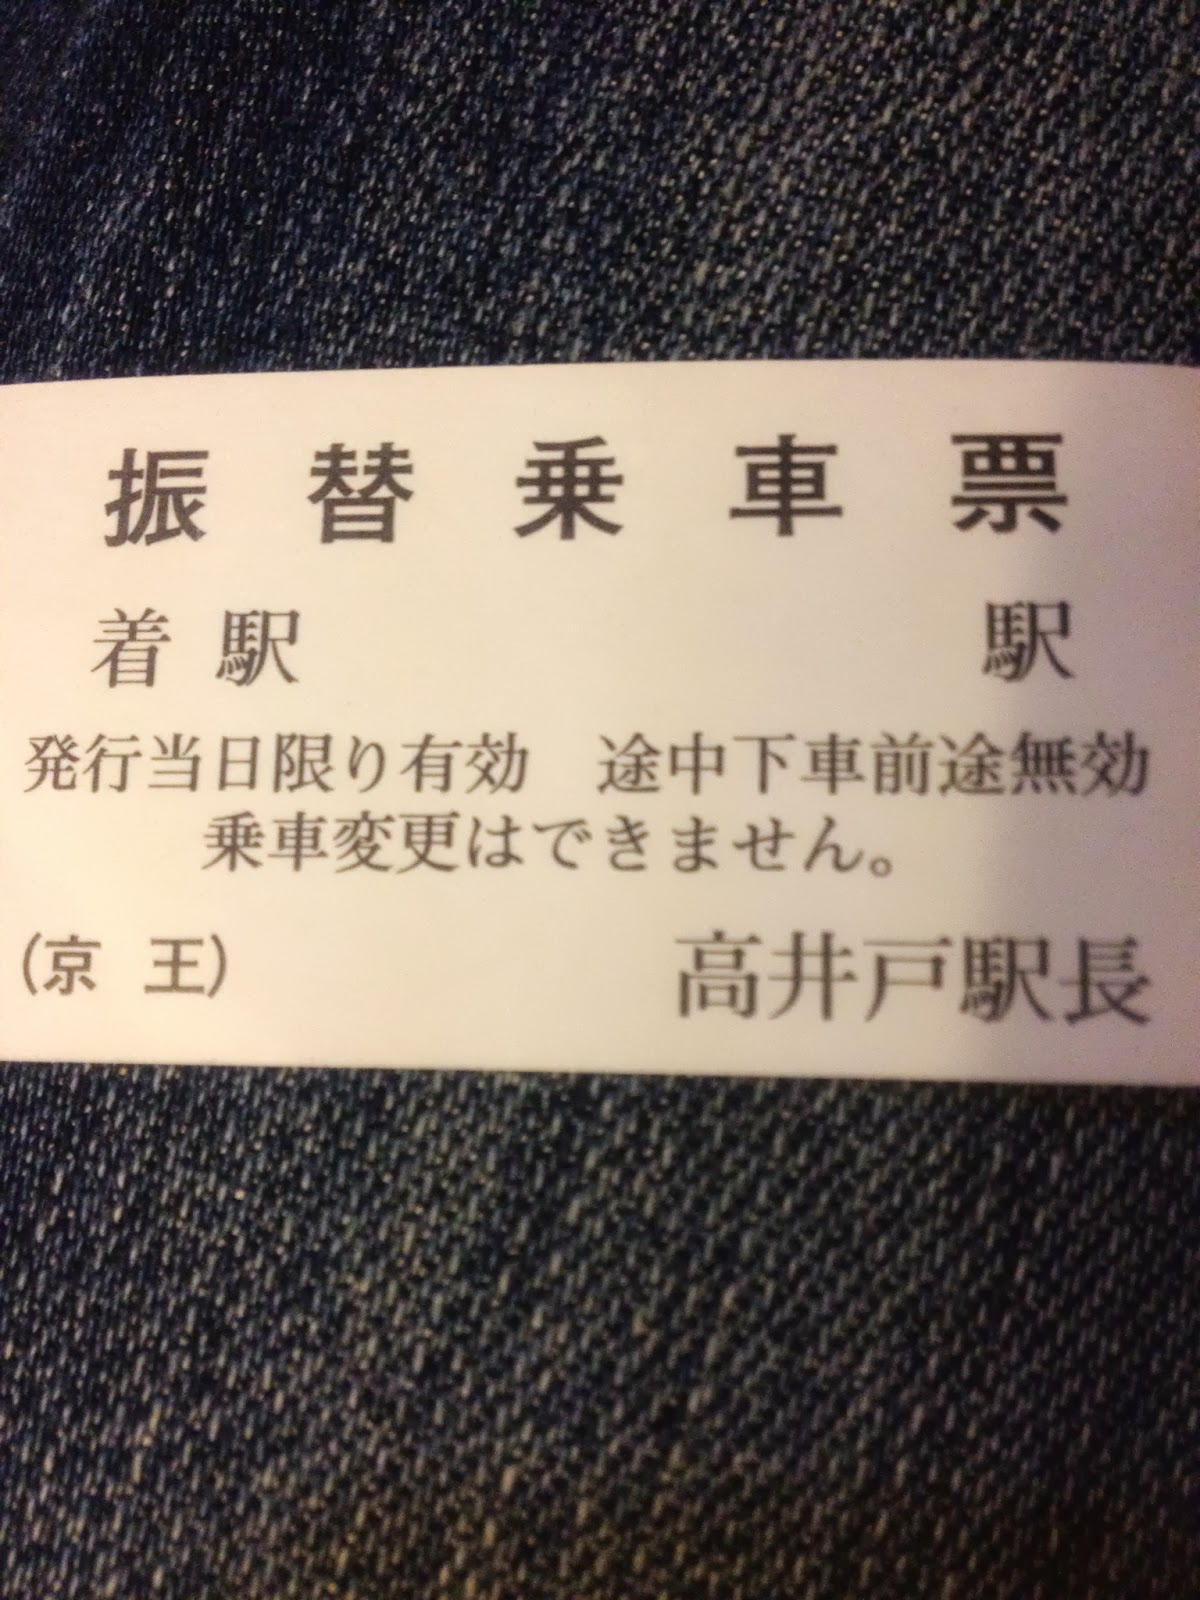 振替乗車票
着駅 駅
発行当日限り有効 途中下車前途無効
乗車変更はできません。
(京王) 高井戸駅長